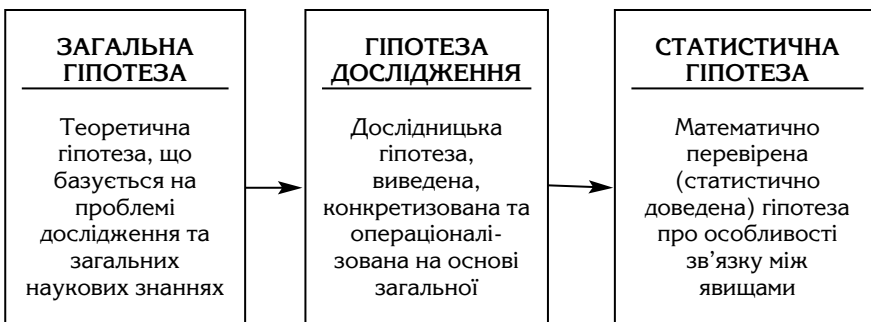 ЗАГАЛЬНА
ГІПОТЕЗА
Теоретична
гіпотеза, що
базується на
проблемі
дослідження та
загальних
наукових знаннях
ГІПОТЕЗА
ДОСЛІДЖЕННЯ
Дослідницька
гіпотеза,
виведена,
конкретизована та
операціоналі-
зована на основі
загальної
СТАТИСТИЧНА
ГІПОТЕЗА
Математично
перевірена
(статистично
доведена) гіпотеза
про особливості
зв’язку між
явищами